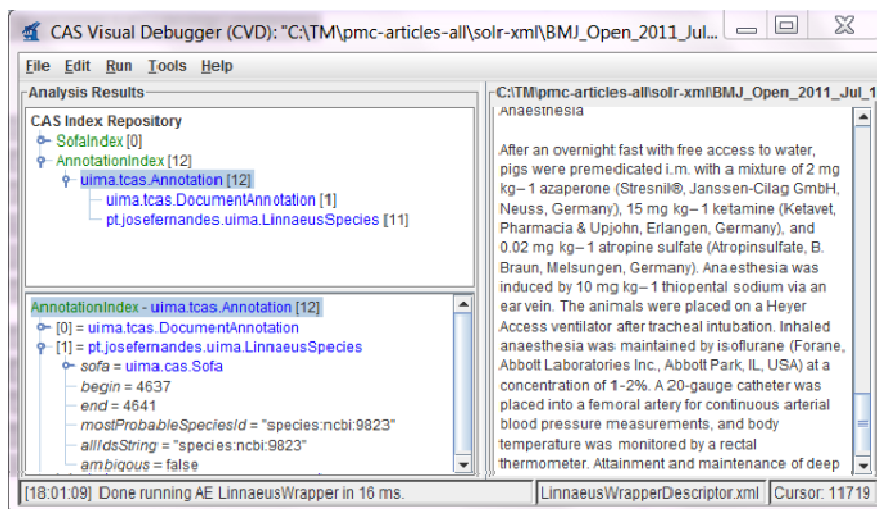 CAS Visual Debugger (CVD): "C:\TM\pmc-articles-all\solr-xml\BMJ_Open_2011_Jul...
File Edit Run Tools Help
Analysis Results
CAS Index Repository
SofaIndex [0]
AnnotationIndex [12]
uima.tcas.Annotation [12]
uima.tcas.DocumentAnnotation [1]
pt.josefernandes.uima.LinnaeusSpecies [11]
AnnotationIndex - uima.tcas.Annotation [12]
[0] = uima.tcas.DocumentAnnotation
[1] = pt.josefernandes.uima.LinnaeusSpecies
sofa = uima.cas.Sofa
begin = 4637
end = 4641
mostProbableSpeciesId = "species:ncbi:9823"
allIdsString = "species:ncbi:9823"
ambigous = false
C:\TM\pmc-articles-all\solr-xml\BMJ_Open_2011_Jul_1
Anaesthesia
After an overnight fast with free access to water,
pigs were premedicated i.m. with a mixture of 2 mg
kg−1 azaperone (Stresnil®, Janssen-Cilag GmbH,
Neuss, Germany), 15 mg kg−1 ketamine (Ketavet,
Pharmacia & Upjohn, Erlangen, Germany), and
0.02 mg kg−1 atropine sulfate (Atropinsulfate, B.
Braun, Melsungen, Germany). Anaesthesia was
induced by 10 mg kg−1 thiopental sodium via an
ear vein. The animals were placed on a Heyer
Access ventilator after tracheal intubation. Inhaled
anaesthesia was maintained by isoflurane (Forane,
Abbott Laboratories Inc., Abbott Park, IL, USA) at a
concentration of 1–2%. A 20-gauge catheter was
placed into a femoral artery for continuous arterial
blood pressure measurements, and body
temperature was monitored by a rectal
thermometer. Attainment and maintenance of deep
[18:01:09] Done running AE LinnaeusWrapper in 16 ms.
LinnaeusWrapperDescriptor.xml
Cursor: 11719